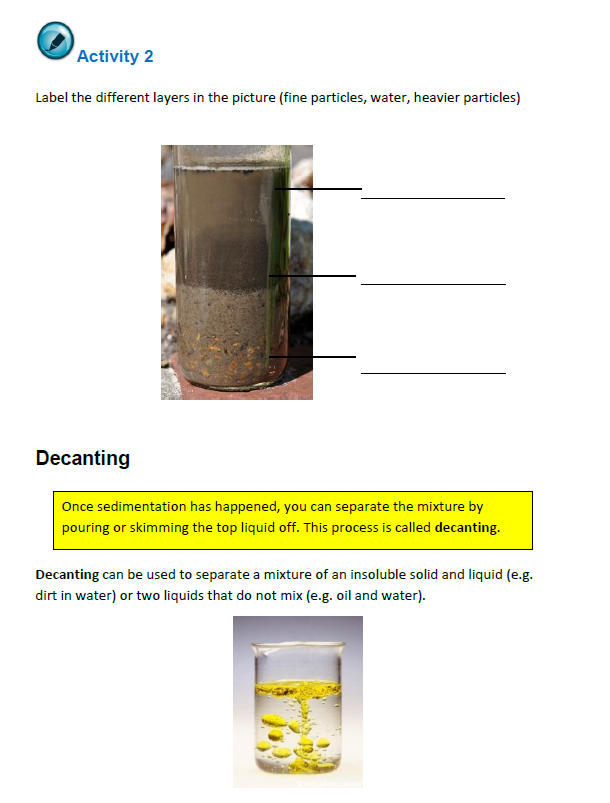 Activity 2
Label the different layers in the picture (fine particles, water, heavier particles)
Decanting
Once sedimentation has happened, you can separate the mixture by
pouring or skimming the top liquid off. This process is called decanting.
Decanting can be used to separate a mixture of an insoluble solid and liquid (e.g.
dirt in water) or two liquids that do not mix (e.g. oil and water).